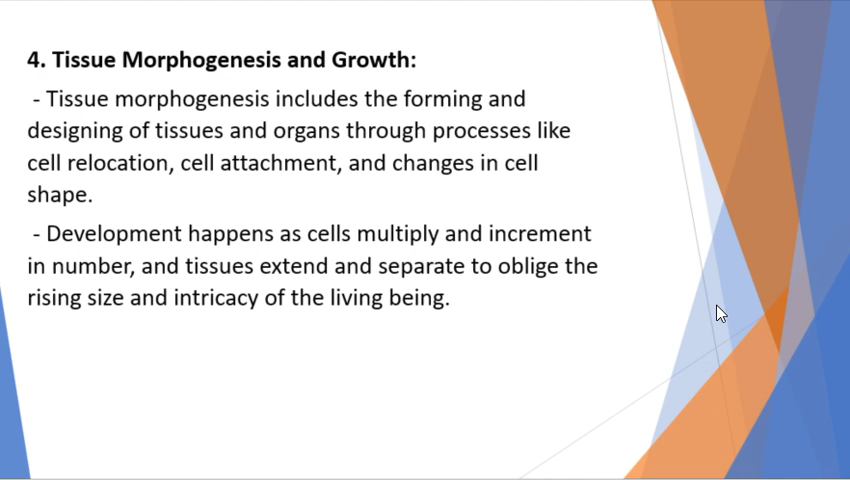 4. Tissue Morphogenesis and Growth:
- Tissue morphogenesis includes the forming and
designing of tissues and organs through processes like
cell relocation, cell attachment, and changes in cell
shape.
- Development happens as cells multiply and increment
in number, and tissues extend and separate to oblige the
rising size and intricacy of the living being.